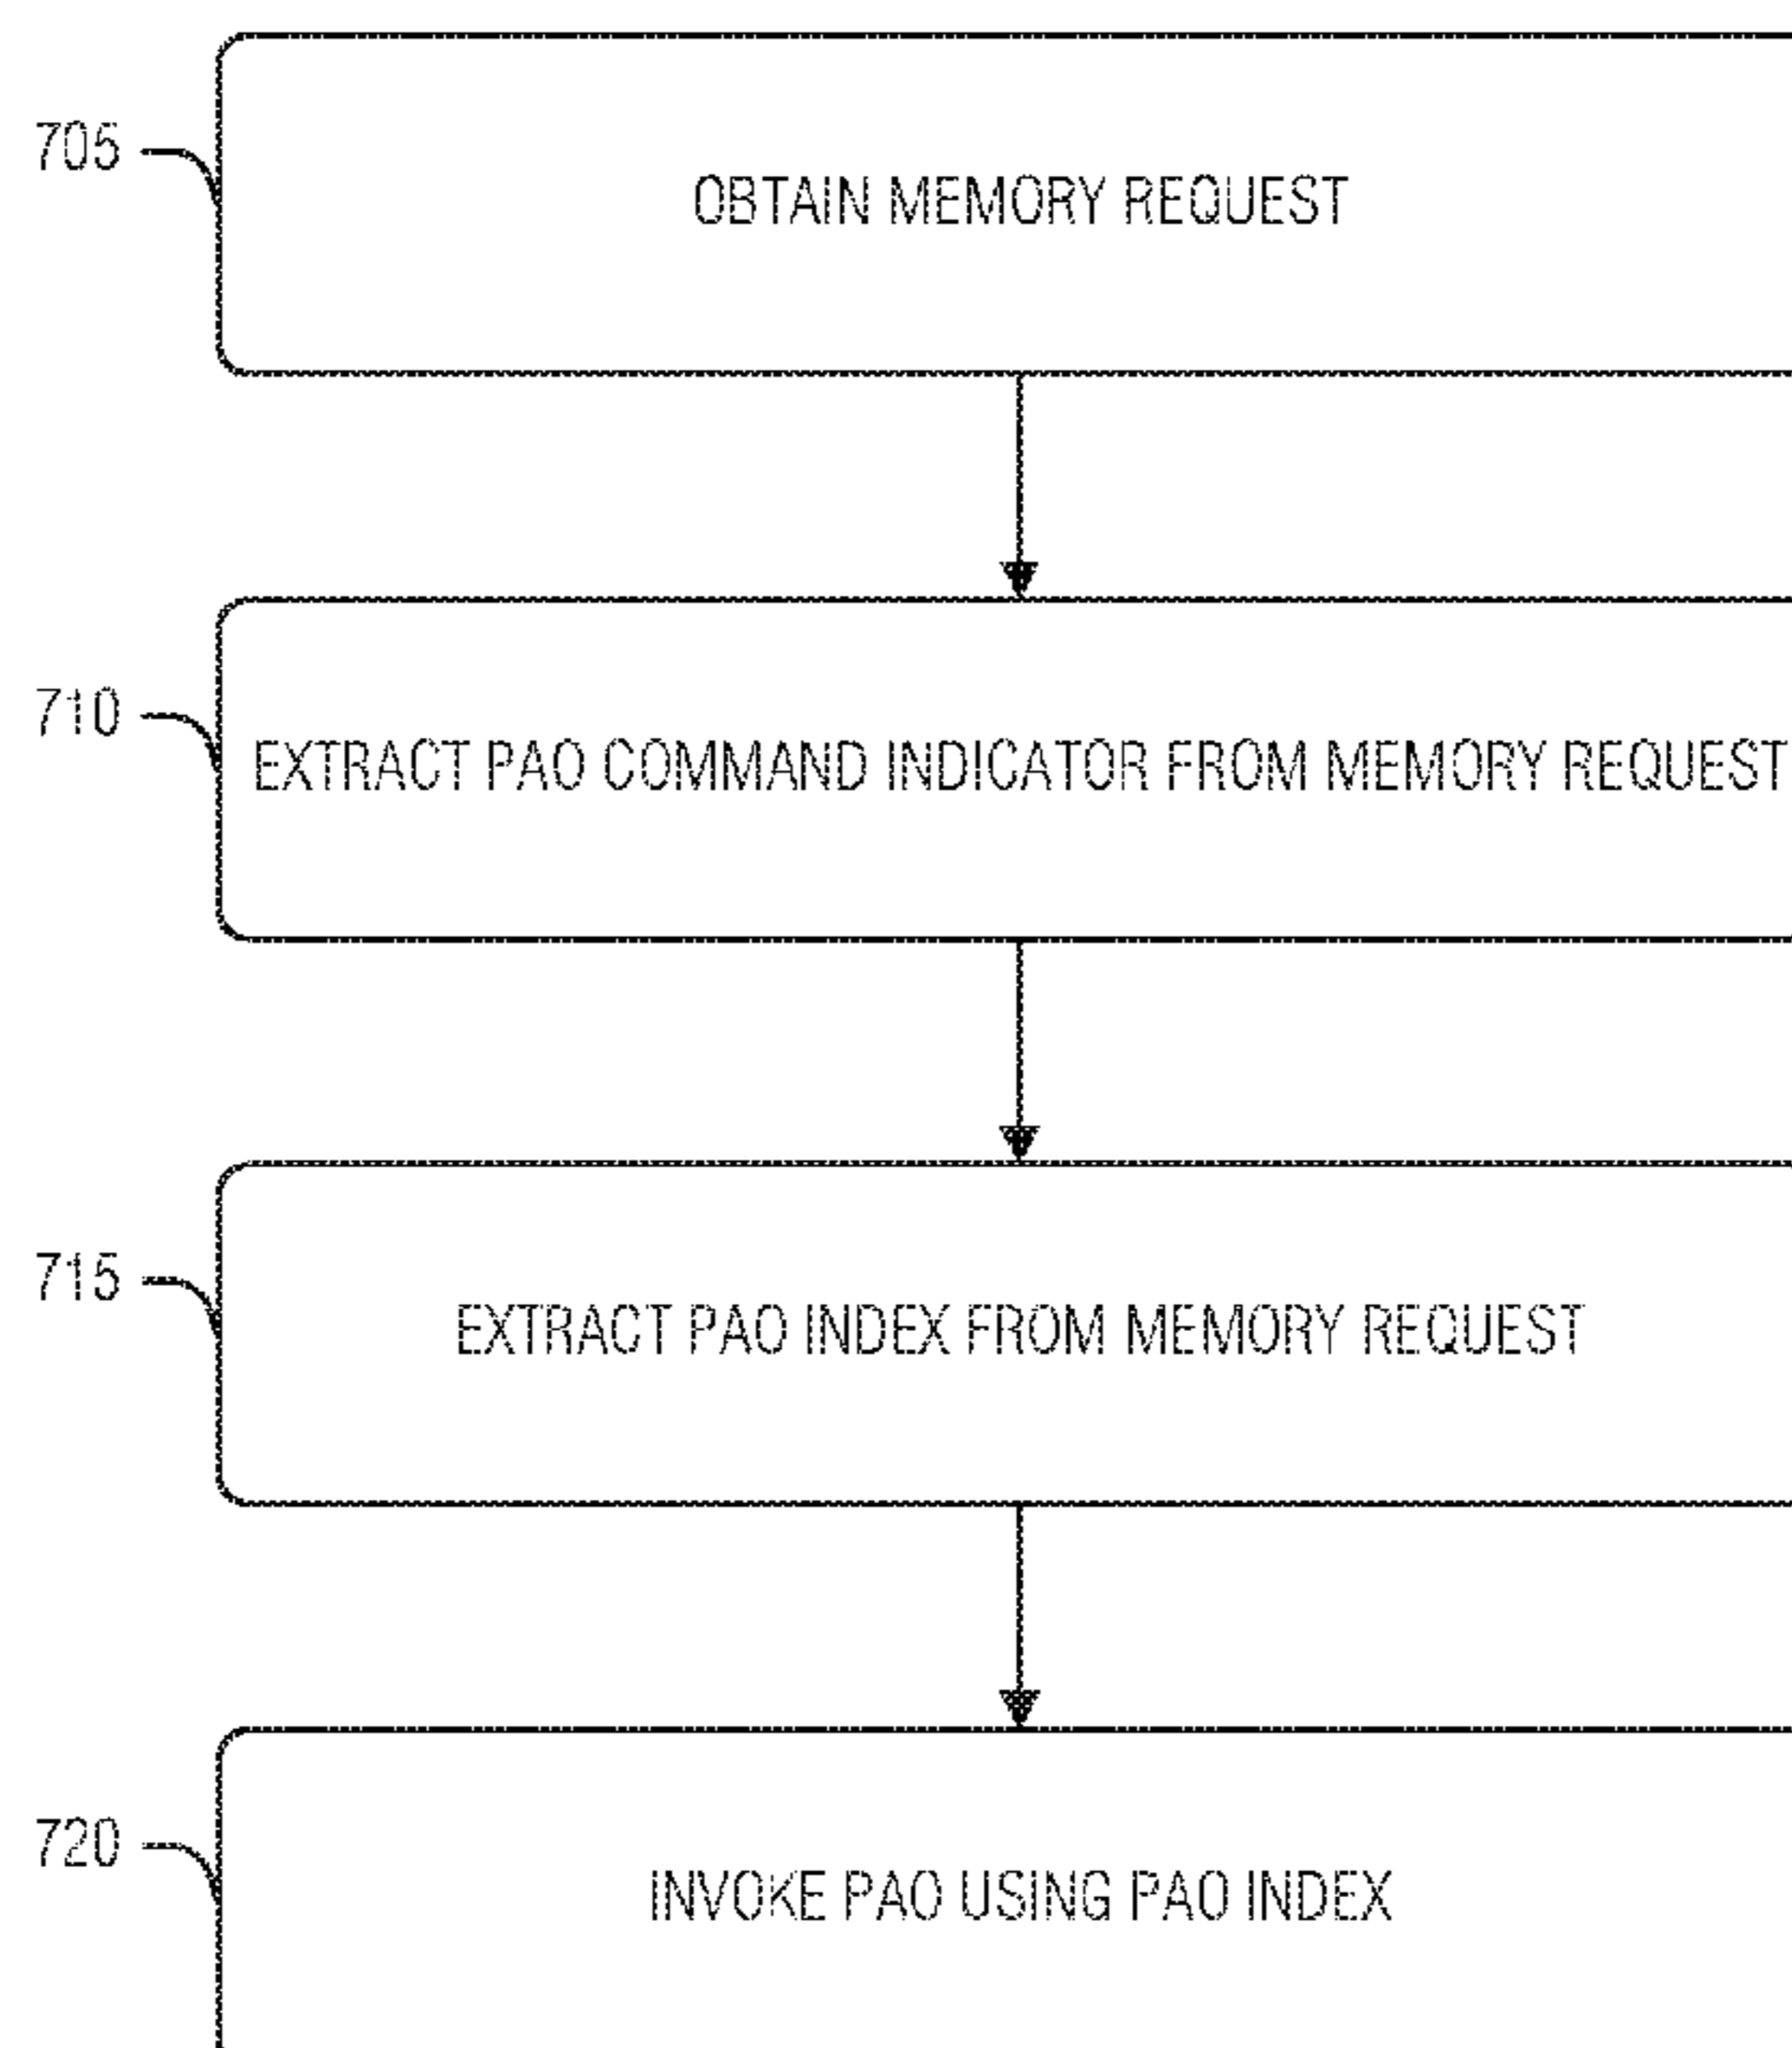 705
OBTAIN MEMORY REQUEST
710
EXTRACT PAO COMMAND INDICATOR FROM MEMORY REQUEST
715
EXTRACT PAO INDEX FROM MEMORY REQUEST
720
INVOKE PAO USING PAO INDEX